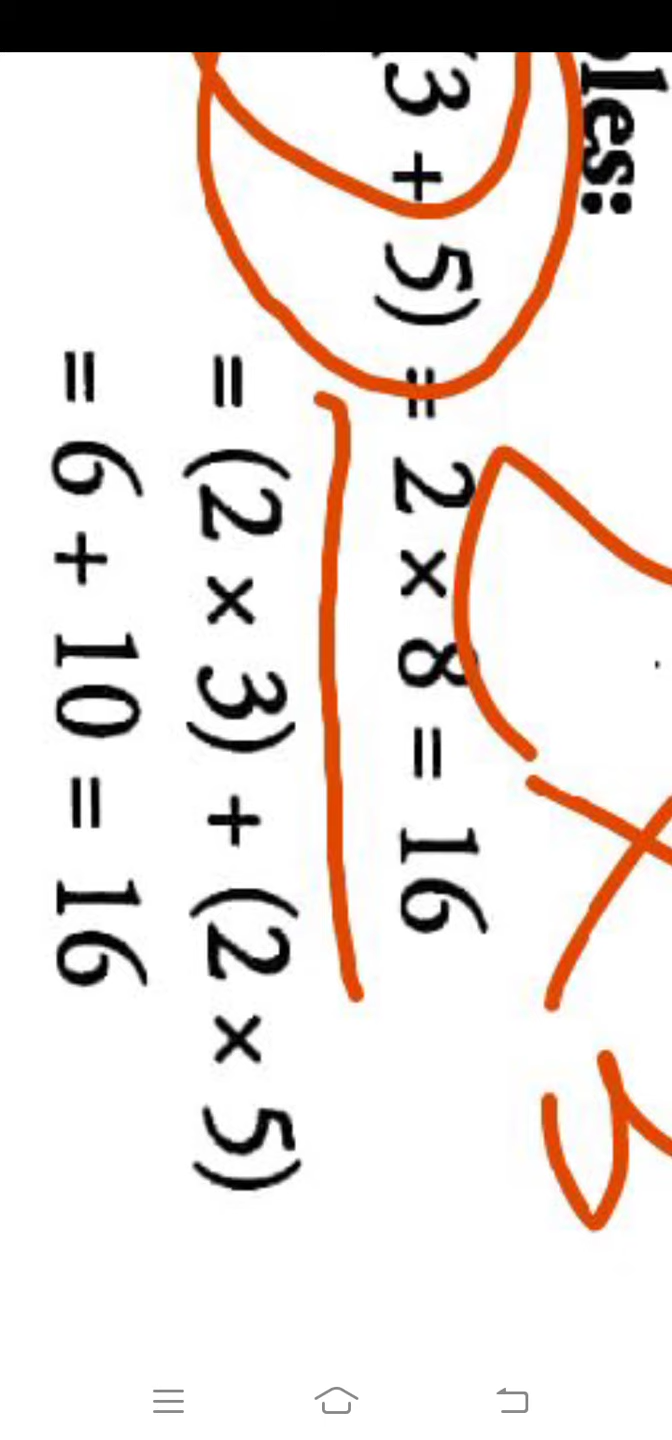 les:
3 + 5) = 2 × 8 = 16
= (2 × 3) + (2 × 5)
= 6 + 10 = 16